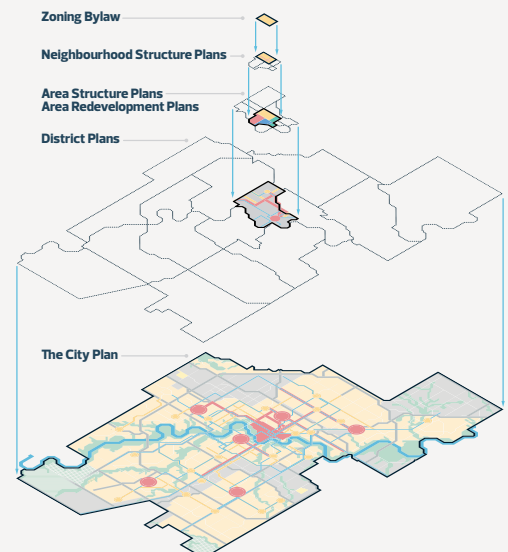 Zoning Bylaw
Neighbourhood Structure Plans
Area Structure Plans
Area Redevelopment Plans
District Plans
The City Plan